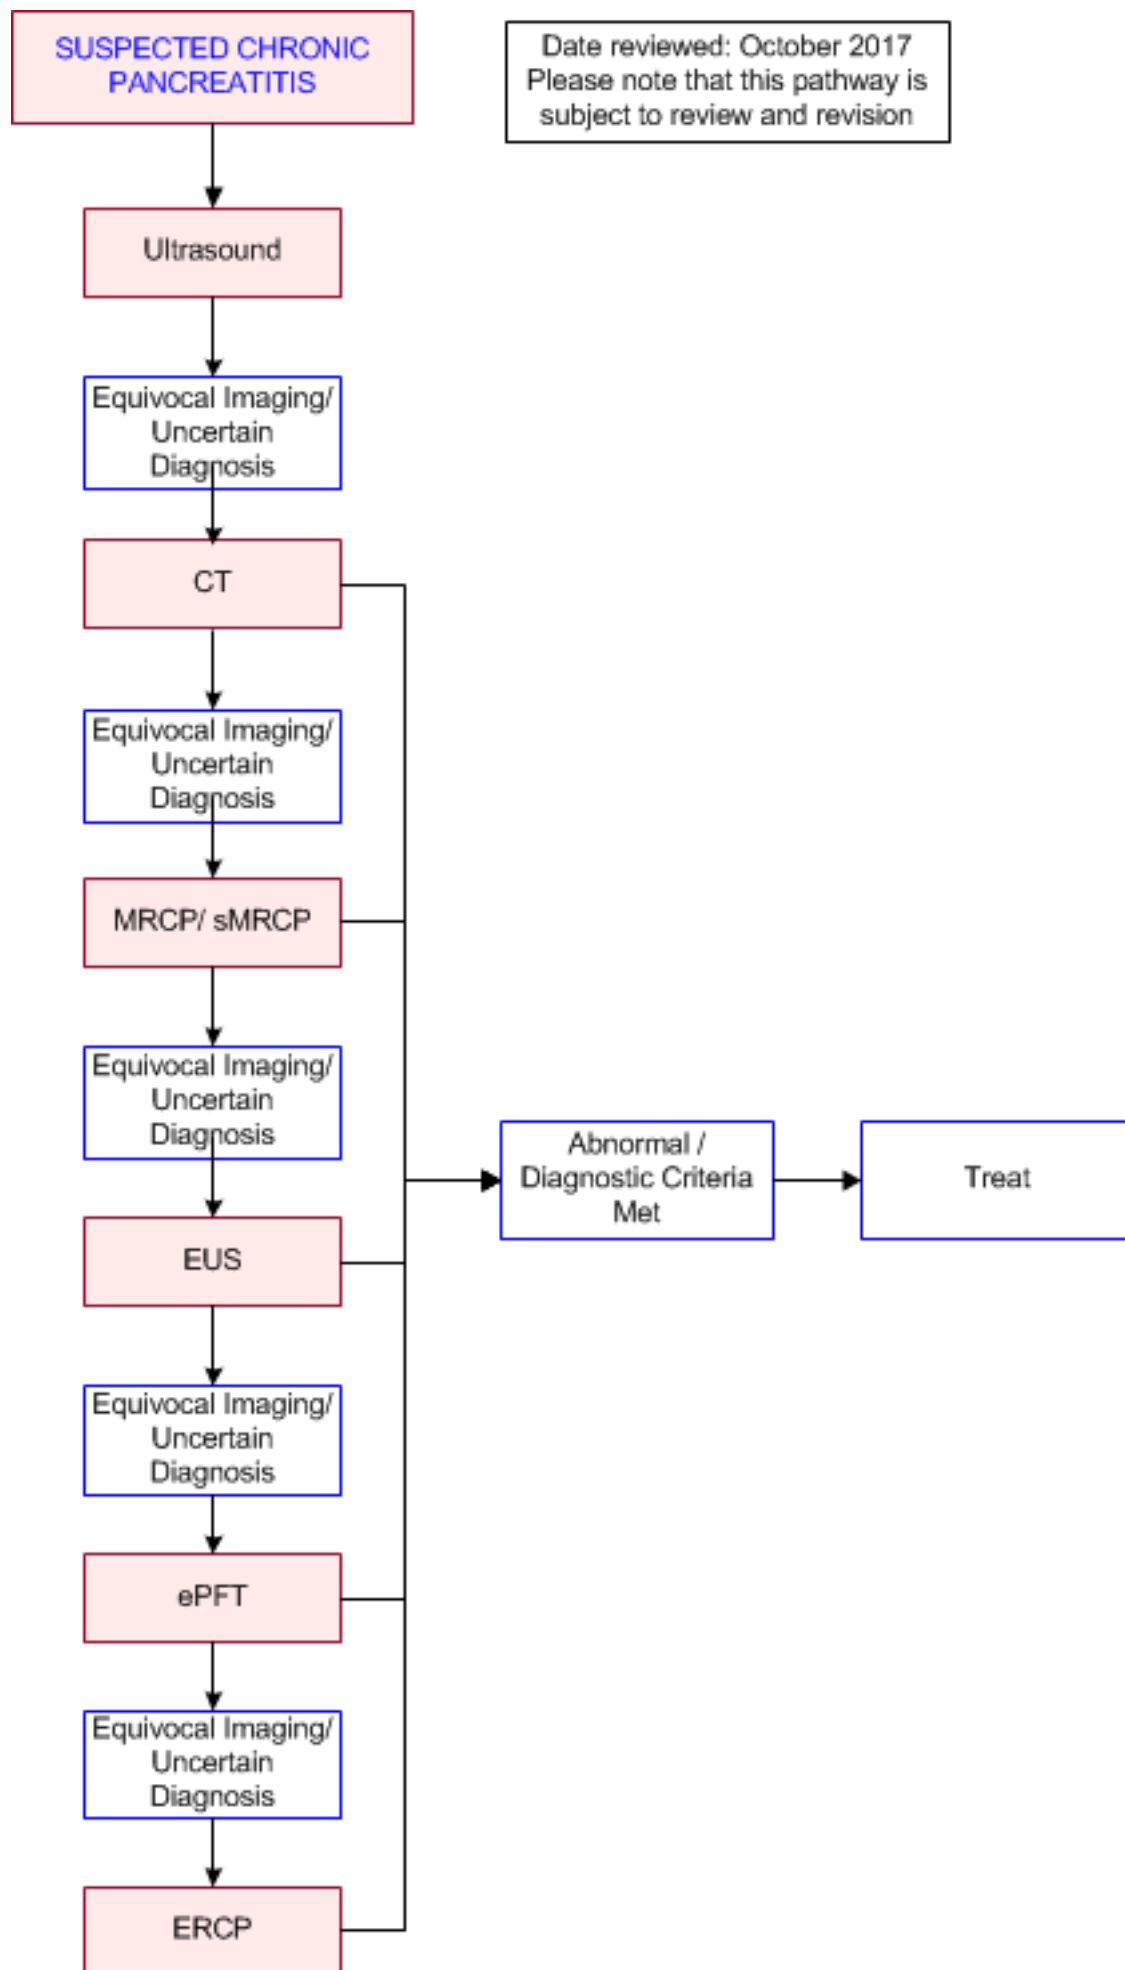 SUSPECTED CHRONIC
PANCREATITIS
Date reviewed: October 2017
Please note that this pathway is
subject to review and revision
Ultrasound
Equivocal Imaging/
Uncertain
Diagnosis
CT
Equivocal Imaging/
Uncertain
Diagnosis
MRCP/ sMRCP
Equivocal Imaging/
Uncertain
Diagnosis
Abnormal /
Diagnostic Criteria
Met
Treat
EUS
Equivocal Imaging/
Uncertain
Diagnosis
ePFT
Equivocal Imaging/
Uncertain
Diagnosis
ERCP